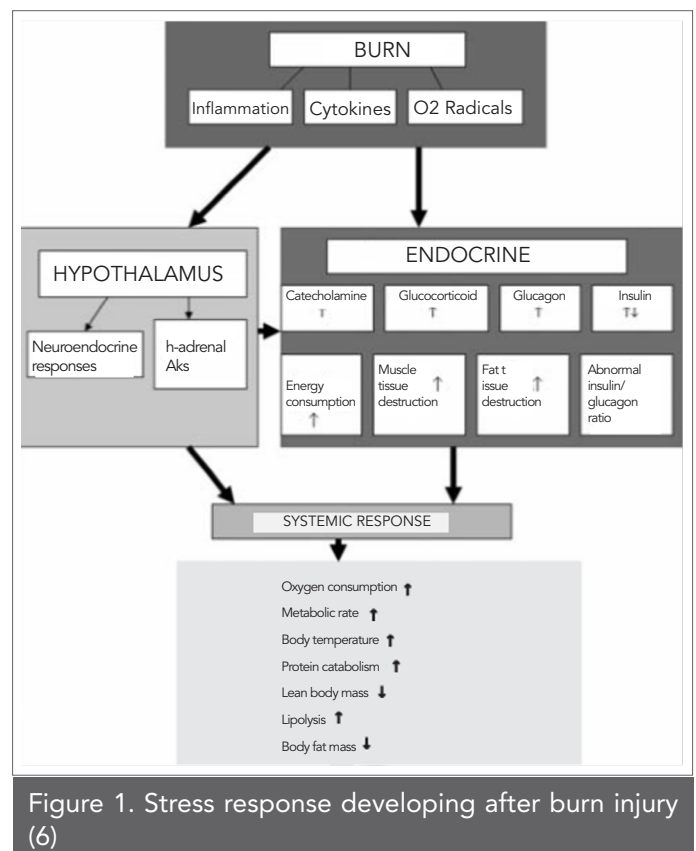 BURN
Inflammation
Cytokines
O2 Radicals
HYPOTHALAMUS
Neuroendocrine
responses
h-adrenal
Aks
ENDOCRINE
Catecholamine
↑
Glucocorticoid
↑
Glucagon
↑
Insulin
↑↓
Energy
consumption
↑
Muscle
tissue ↑
destruction
Fat t
issue ↑
destruction
Abnormal
insulin/
glucagon
ratio
SYSTEMIC RESPONSE
Oxygen consumption ↑
Metabolic rate ↑
Body temperature ↑
Protein catabolism ↑
Lean body mass ↓
Lipolysis ↑
Body fat mass ↓
Figure 1. Stress response developing after burn injury
(6)